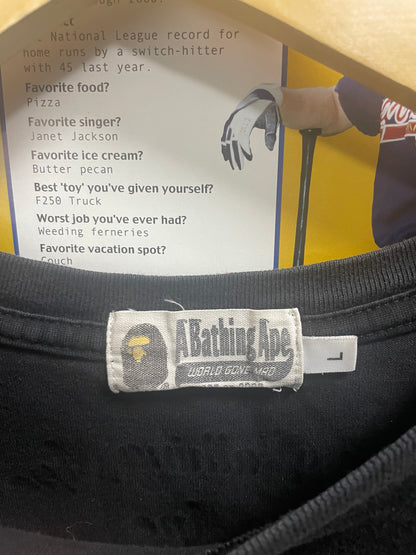 National League record for
home runs by a switch-hitter
with 45 last year.
Favorite food?
Pizza
Favorite singer?
Janet Jackson
Favorite ice cream?
Butter pecan
Best 'toy' you've given yourself?
F250 Truck
Worst job you've ever had?
Weeding ferneries
Favorite vacation spot?
Couch
A Bathing Ape
WORLD GONE MAD
®
L